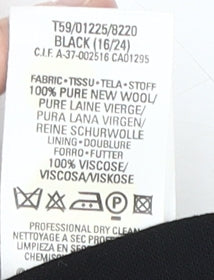 T59/01225/8220
BLACK (16/24)
C.I.F. A-37-002516 CA01295
FABRIC•TISSU•TELA•STOFF
100% PURE NEW WOOL/
PURE LAINE VIERGE/
PURA LANA VIRGEN/
REINE SCHURWOLLE
LINING•DOUBLURE
FORRO•FUTTER
100% VISCOSE/
VISCOSA/VISKOSE
P
PROFESSIONAL DRY CLEAN
NETTOYAGE A SEC
LIMPIEZA EN